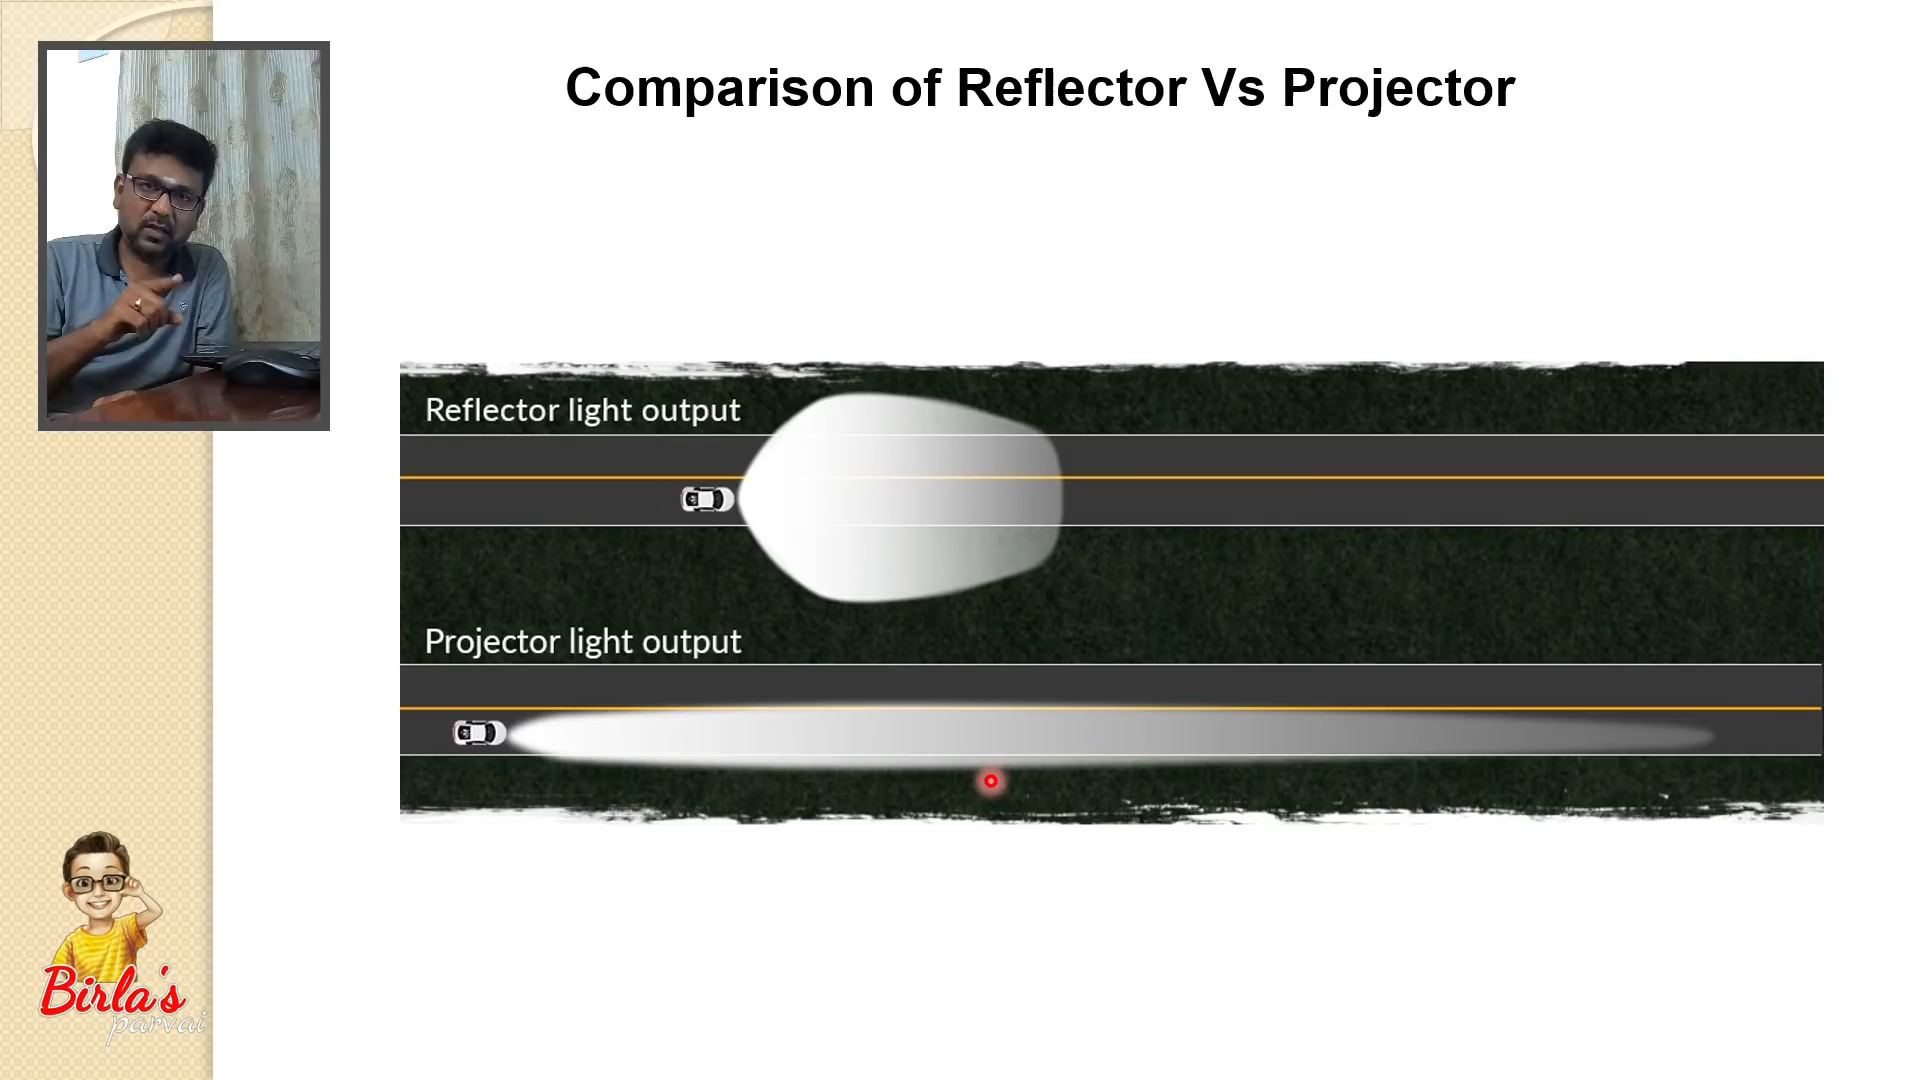 Comparison of Reflector Vs Projector
Reflector light output
Projector light output
Birla's
parvai